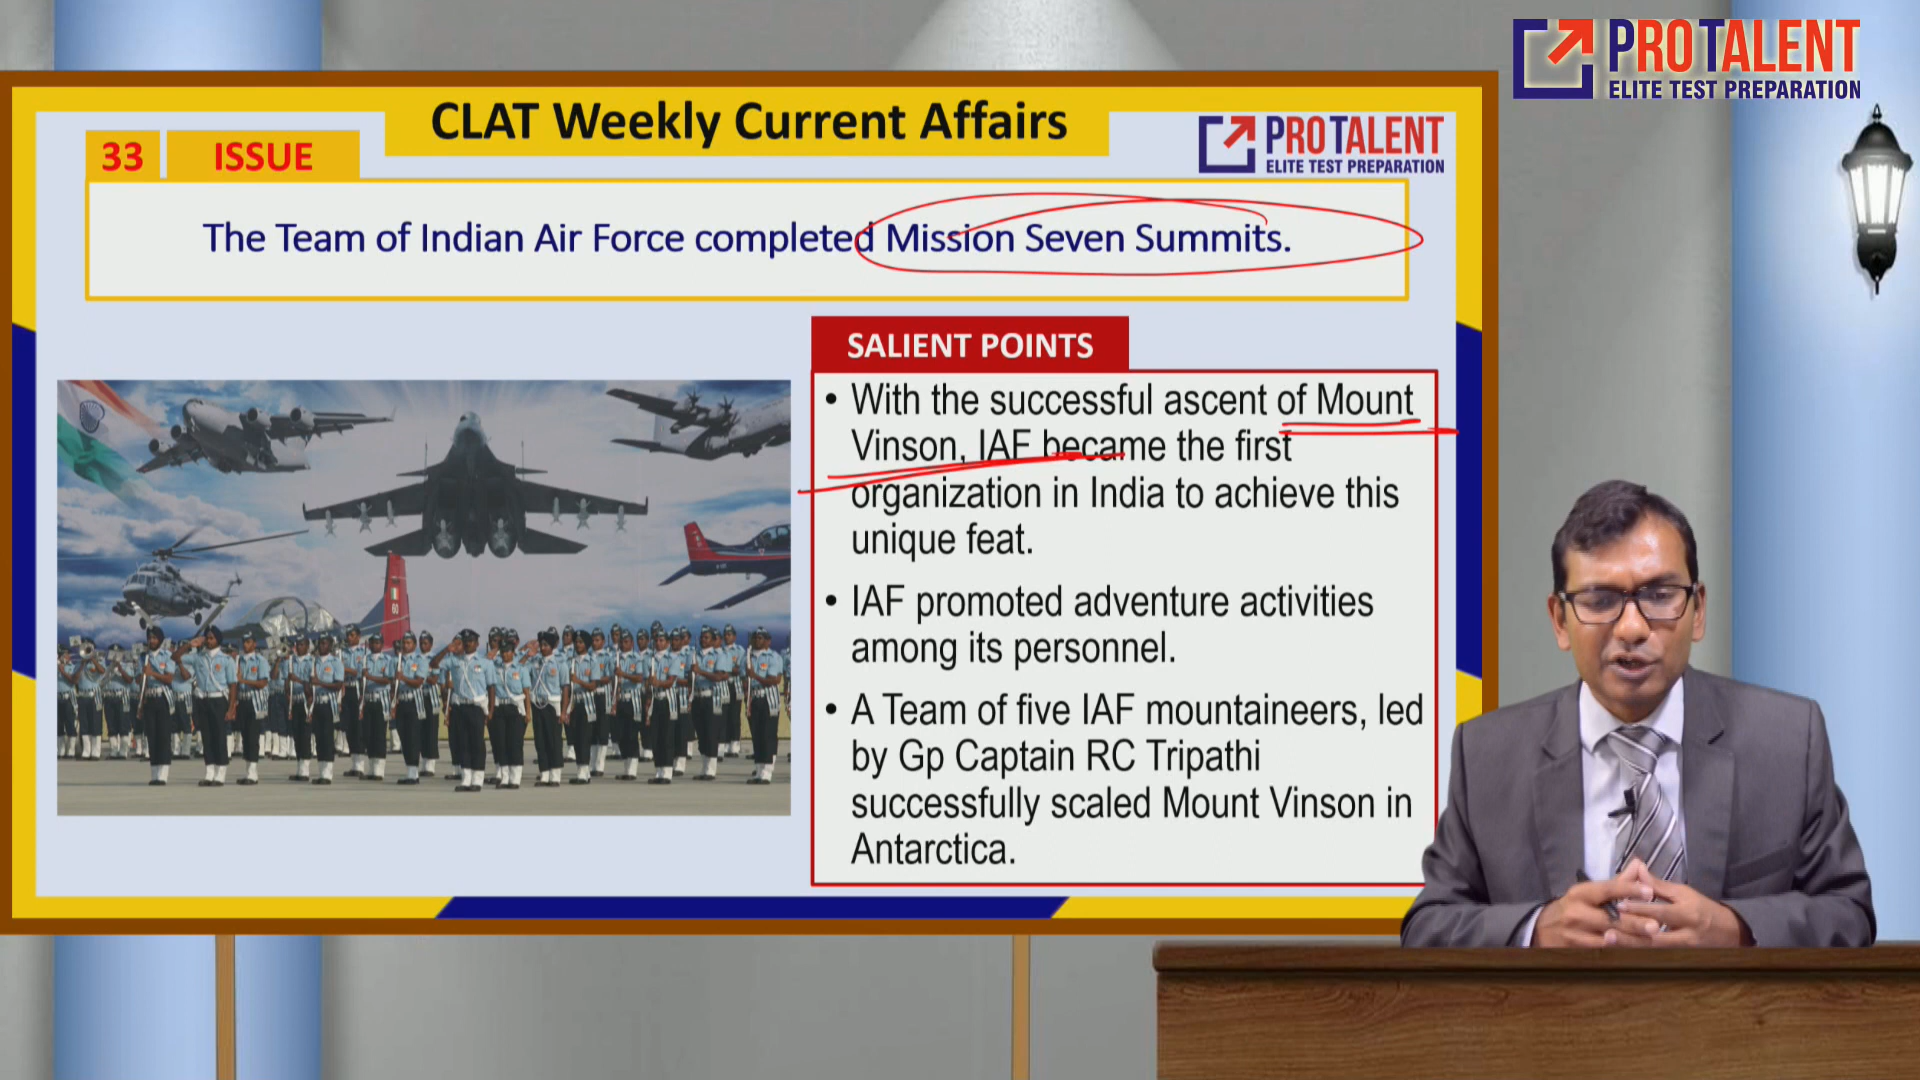 PROTALENT
ELITE TEST PREPARATION
CLAT Weekly Current Affairs
33 ISSUE
PROTALENT
ELITE TEST PREPARATION
The Team of Indian Air Force completed Mission Seven Summits.
SALIENT POINTS
• With the successful ascent of Mount
Vinson, IAF became the first
organization in India to achieve this
unique feat.
• IAF promoted adventure activities
among its personnel.
• A Team of five IAF mountaineers, led
by Gp Captain RC Tripathi
successfully scaled Mount Vinson in
Antarctica.
60